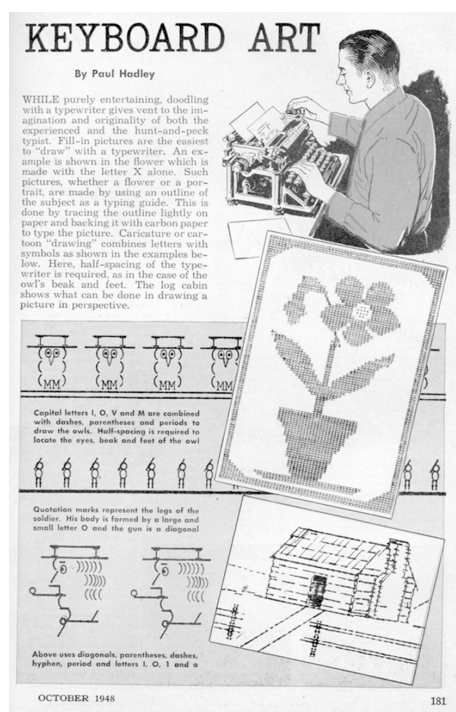 KEYBOARD ART
By Paul Hadley
WHILE purely entertaining, doodling
with a typewriter gives vent to the im-
agination and originality of both the
experienced and the hunt-and-peck
typist. Fill-in pictures are the easiest
to “draw” with a typewriter. An ex-
ample is shown in the flower which is
made with the letter X alone. Such
pictures, whether a flower or a por-
trait, are made by using an outline of
the subject as a typing guide. This is
done by tracing the outline lightly on
paper and backing it with carbon paper
to type the picture. Caricature or car-
toon “drawing” combines letters with
symbols as shown in the examples be-
low. Here, half-spacing of the type-
writer is required, as in the case of the
owl's beak and feet. The log cabin
shows what can be done in drawing a
picture in perspective.
Capital letters I, O, V and M are combined
with dashes, parentheses and periods to
draw the owls. Half-spacing is required to
locate the eyes, beak and feet of the owl
Quotation marks represent the legs of the
soldier. His body is formed by a large and
small letter O and the gun is a diagonal
Above uses diagonals, parentheses, dashes,
hyphen, period and letters I, O, 1 and o
OCTOBER 1948
181